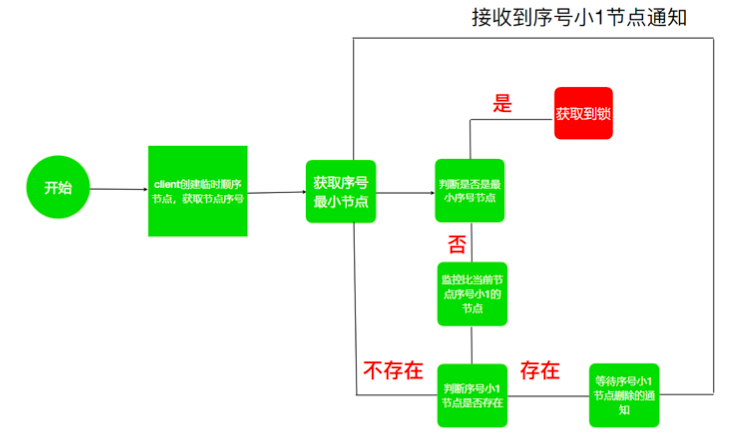 接收到序号小1节点通知
是
获取到锁
开始
client创建临时顺序
节点，获取节点序号
获取序号
最小节点
判断是否是最
小序号节点
否
监控比当前节
点序号小1的
节点
不存在
判断序号小1
节点是否存在
存在
等待序号小1
节点删除的通
知